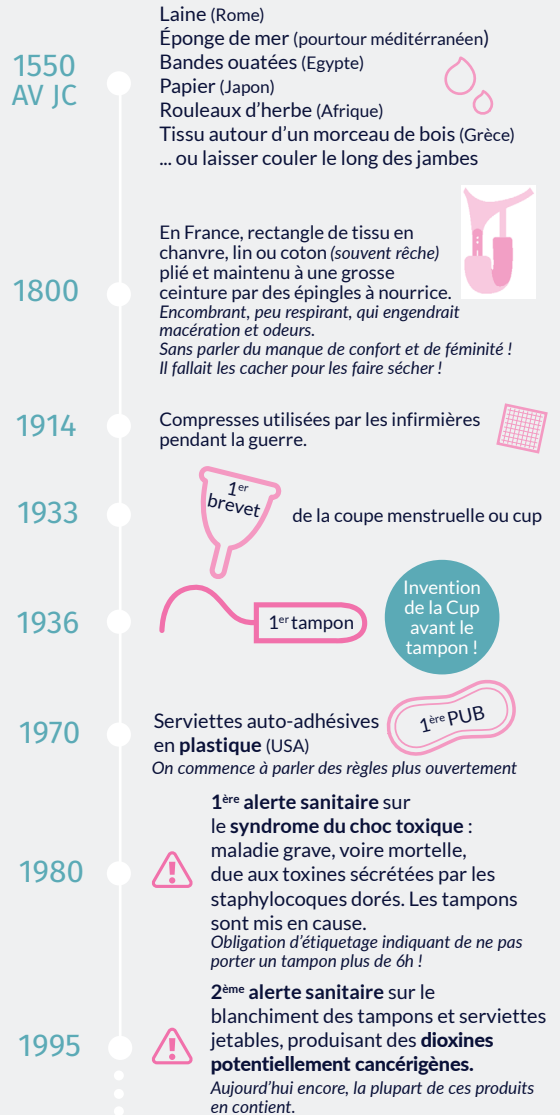 1550
AV JC
Laine (Rome)
Éponge de mer (pourtour méditérranéen)
Bandes ouatées (Egypte)
Papier (Japon)
Rouleaux d'herbe (Afrique)
Tissu autour d'un morceau de bois (Grèce)
... ou laisser couler le long des jambes
1800
En France, rectangle de tissu en
chanvre, lin ou coton (souvent rêche)
plié et maintenu à une grosse
ceinture par des épingles à nourrice.
Encombrant, peu respirant, qui engendrait
macération et odeurs.
Sans parler du manque de confort et de féminité !
Il fallait les cacher pour les faire sécher !
1914
Compresses utilisées par les infirmières
pendant la guerre.
1933
1er
brevet
de la coupe menstruelle ou cup
1936
1er tampon
Invention
de la Cup
avant le
tampon !
1970
Serviettes auto-adhésives
en plastique (USA)
1ère PUB
On commence à parler des règles plus ouvertement
1980
1ère alerte sanitaire sur
le syndrome du choc toxique :
maladie grave, voire mortelle,
due aux toxines sécrétées par les
staphylocoques dorés. Les tampons
sont mis en cause.
Obligation d'étiquetage indiquant de ne pas
porter un tampon plus de 6h !
1995
2ème alerte sanitaire sur le
blanchiment des tampons et serviettes
jetables, produisant des dioxines
potentiellement cancérigènes.
Aujourd'hui encore, la plupart de ces produits
en contient.